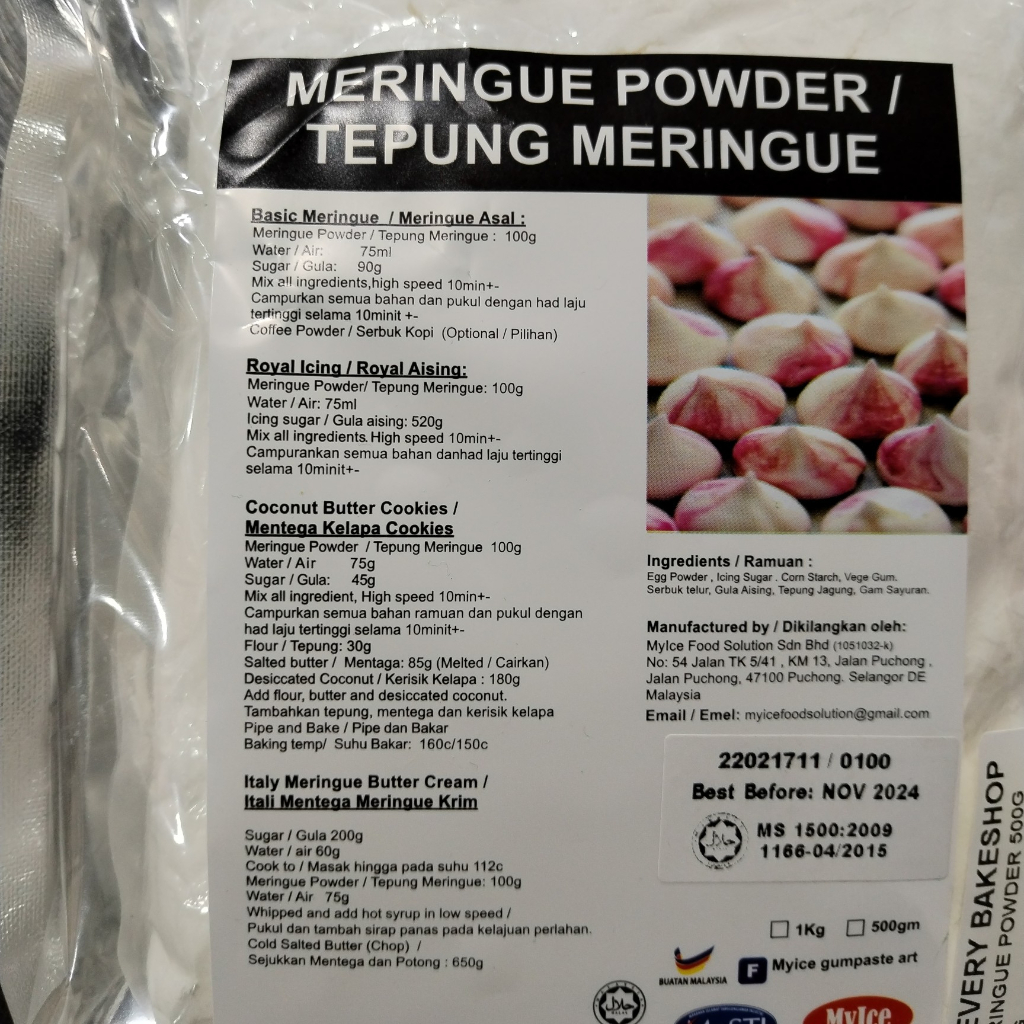 MERINGUE POWDER /
TEPUNG MERINGUE
Basic Meringue / Meringue Asal :
Meringue Powder / Tepung Meringue : 100g
Water / Air: 75ml
Sugar / Gula: 90g
Mix all ingredients,high speed 10min+-
Campurkan semua bahan dan pukul dengan had laju
tertinggi selama 10minit +-
Coffee Powder / Serbuk Kopi (Optional / Pilihan)
Royal Icing / Royal Aising:
Meringue Powder/ Tepung Meringue: 100g
Water / Air: 75ml
Icing sugar / Gula aising: 520g
Mix all ingredients. High speed 10min+-
Campurankan semua bahan danhad laju tertinggi
selama 10minit+-
Coconut Butter Cookies /
Mentega Kelapa Cookies
Meringue Powder / Tepung Meringue 100g
Water / Air 75g
Sugar / Gula: 45g
Mix all ingredient, High speed 10min+-
Campurkan semua bahan ramuan dan pukul dengan
had laju tertinggi selama 10minit+-
Flour / Tepung: 30g
Salted butter / Mentaga: 85g (Melted / Cairkan)
Desiccated Coconut / Kerisik Kelapa : 180g
Add flour, butter and desiccated coconut.
Tambahkan tepung, mentega dan kerisik kelapa
Pipe and Bake / Pipe dan Bakar
Baking temp/ Suhu Bakar: 160c/150c
Italy Meringue Butter Cream /
Itali Mentega Meringue Krim
Sugar / Gula 200g
Water / air 60g
Cook to / Masak hingga pada suhu 112c
Meringue Powder / Tepung Meringue: 100g
Water / Air 75g
Whipped and add hot syrup in low speed /
Pukul dan tambah sirap panas pada kelajuan perlahan.
Cold Salted Butter (Chop) /
Sejukkan Mentega dan Potong : 650g
Ingredients / Ramuan :
Egg Powder , Icing Sugar . Corn Starch, Vege Gum.
Serbuk telur, Gula Aising, Tepung Jagung, Gam Sayuran.
Manufactured by / Dikilangkan oleh:
MyIce Food Solution Sdn Bhd (1051032-k)
No: 54 Jalan TK 5/41 , KM 13, Jalan Puchong ,
Jalan Puchong, 47100 Puchong. Selangor DE
Malaysia
Email / Emel: myicefoodsolution@gmail.com
22021711 / 0100
Best Before: NOV 2024
حلال
MS 1500:2009
1166-04/2015
1Kg 500gm
BUATAN MALAYSIA
F Myice gumpaste art
حلال
MyIce
EVERY BAKESHOP
RINGUE POWDER 500G